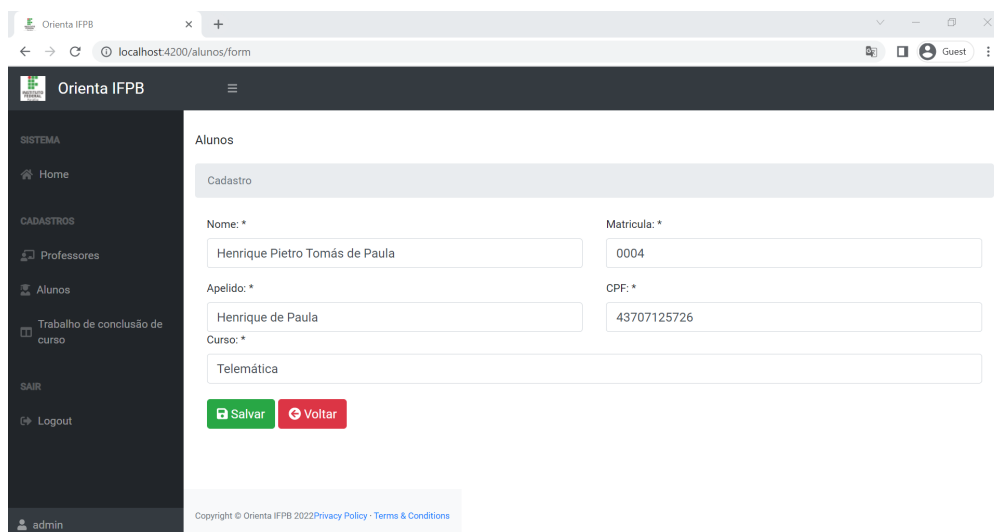 Orienta IFPB
localhost:4200/alunos/form
Guest
Orienta IFPB
INSTITUTO
FEDERAL
SISTEMA
Home
CADASTROS
Professores
Alunos
Trabalho de conclusão de
curso
SAIR
Logout
admin
Alunos
Cadastro
Nome: *
Henrique Pietro Tomás de Paula
Matricula: *
0004
Apelido: *
Henrique de Paula
CPF: *
43707125726
Curso: *
Telemática
Salvar
Voltar
Copyright © Orienta IFPB 2022Privacy Policy · Terms & Conditions